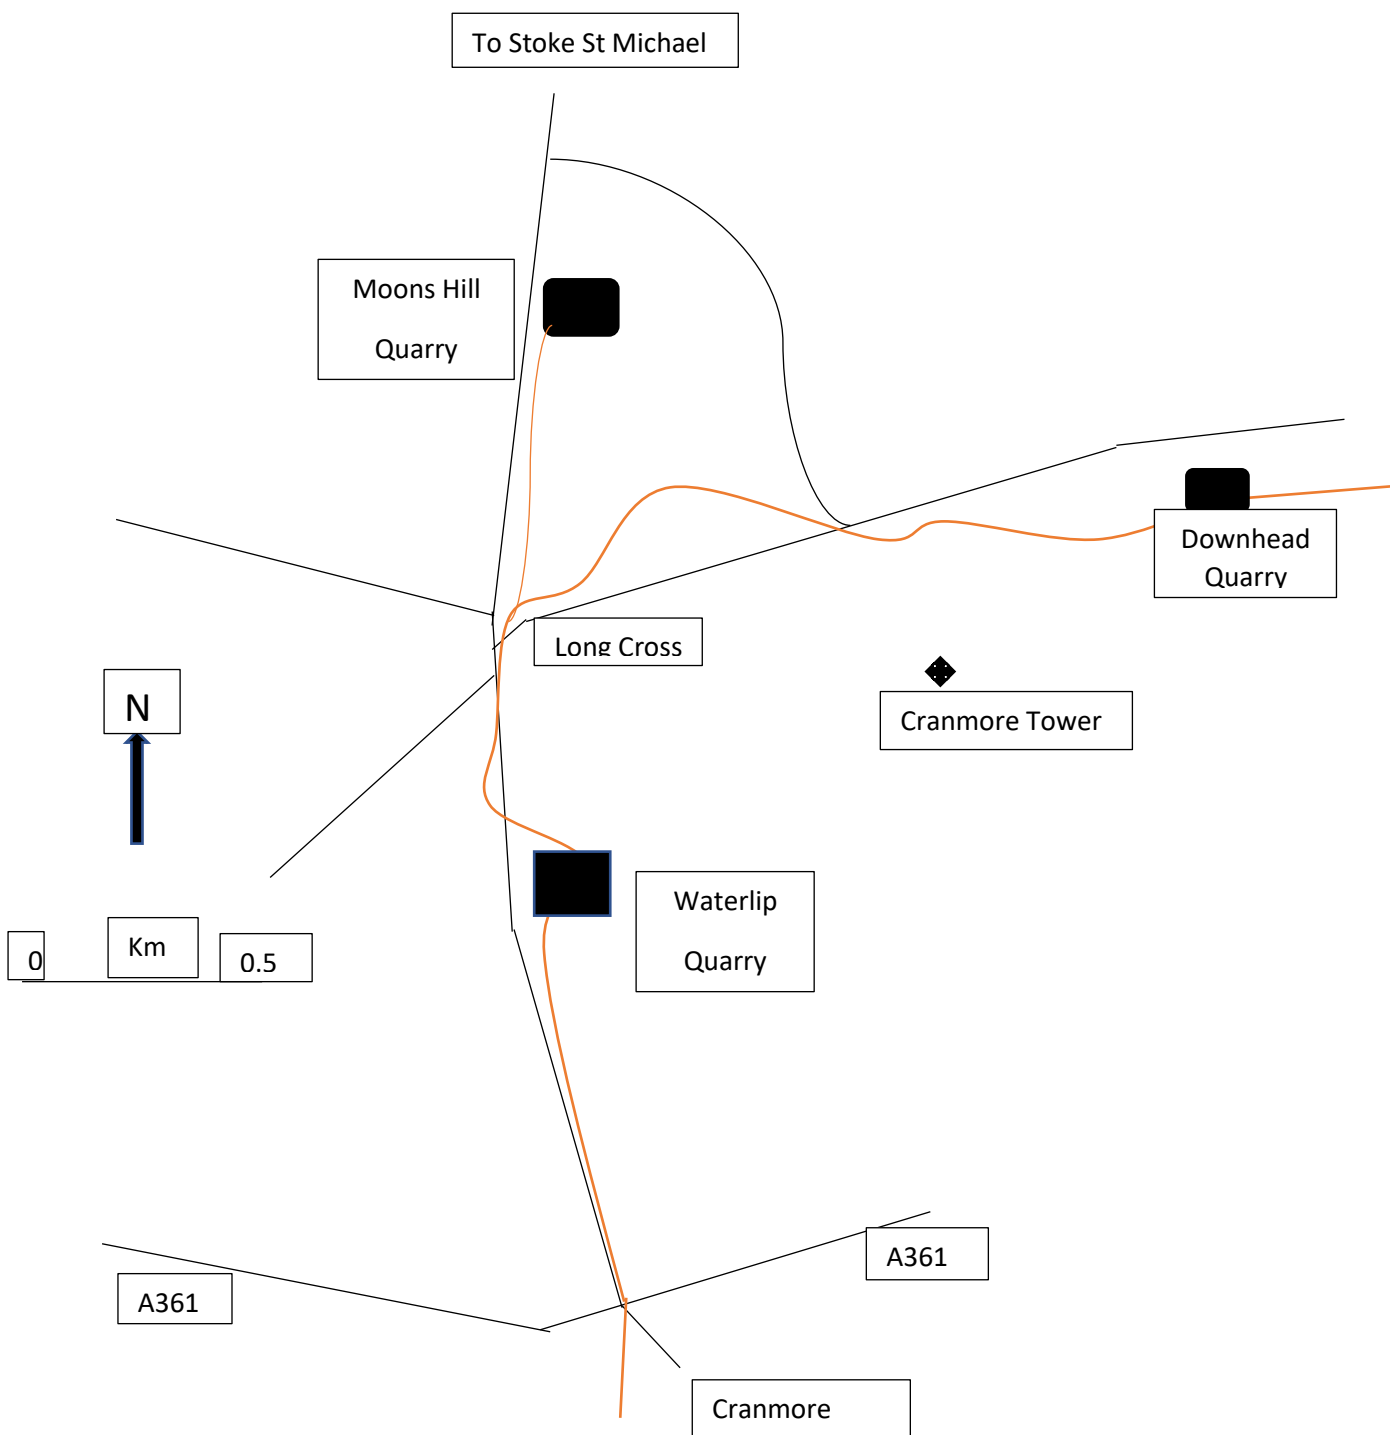 To Stoke St Michael
Moons Hill
Quarry
Downhead
Quarry
Long Cross
N
Cranmore Tower
Waterlip
Quarry
Km
0
0.5
A361
A361
Cranmore